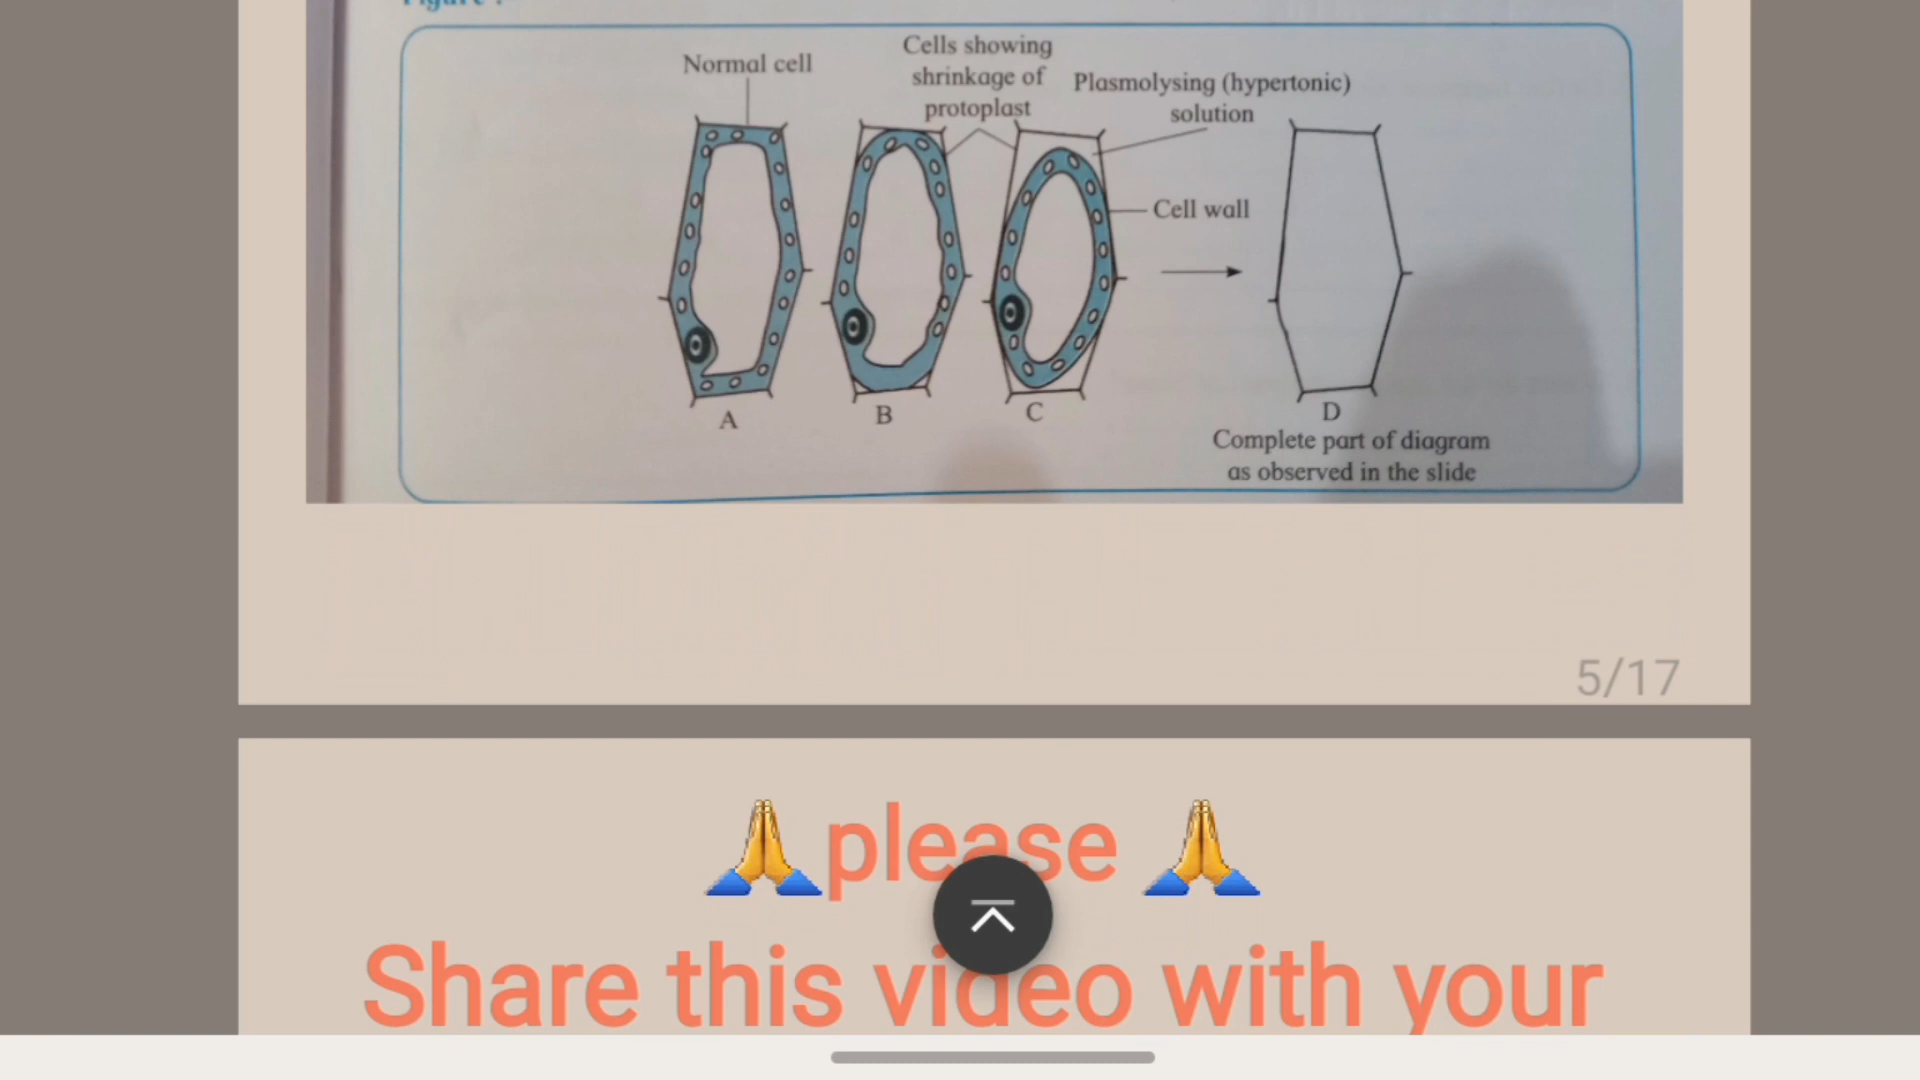 Figure
Normal cell
Cells showing
shrinkage of
protoplast
Plasmolysing (hypertonic)
solution
Cell wall
A
B
C
D
Complete part of diagram
as observed in the slide
5/17
🙏please 🙏
Share this video with your